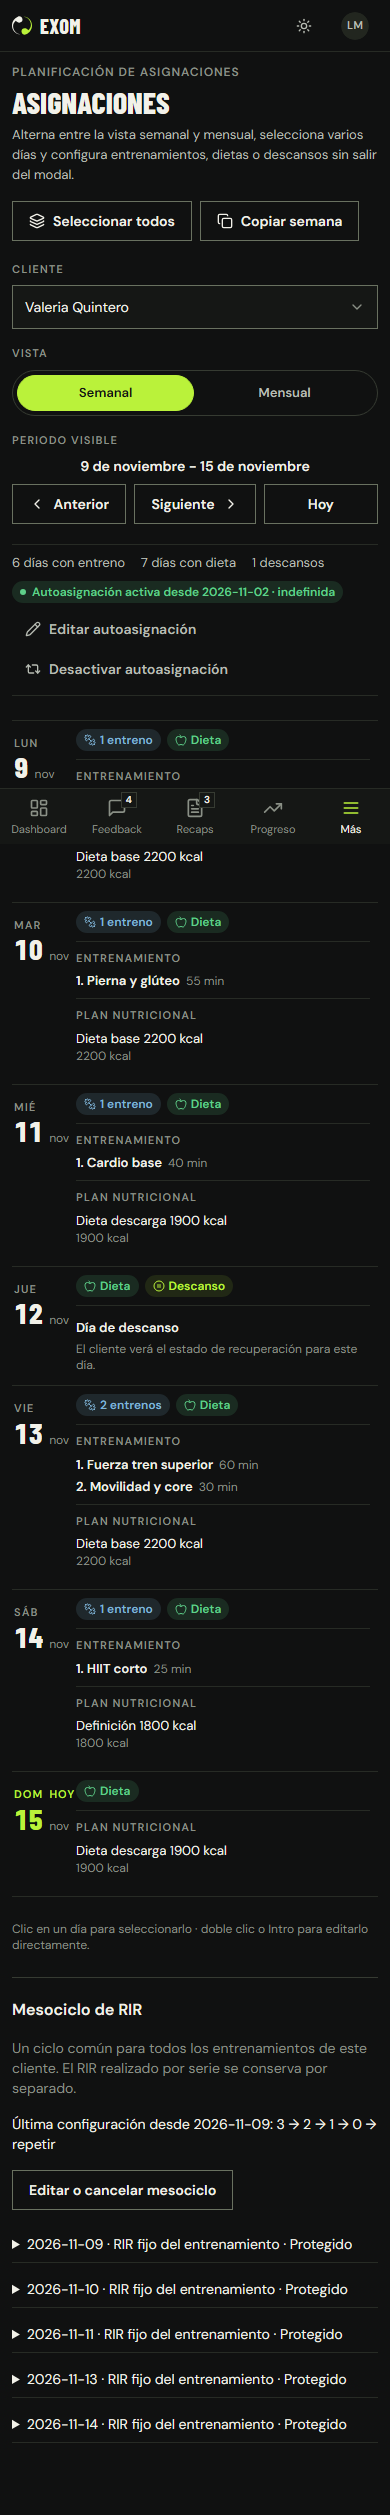 EXOM
LM
PLANIFICACIÓN DE ASIGNACIONES
ASIGNACIONES
Alterna entre la vista semanal y mensual, selecciona varios
días y configura entrenamientos, dietas o descansos sin salir
del modal.
Seleccionar todos
Copiar semana
CLIENTE
Valeria Quintero
VISTA
Semanal
Mensual
PERIODO VISIBLE
9 de noviembre - 15 de noviembre
Anterior
Siguiente
Hoy
6 días con entreno 7 días con dieta 1 descansos
Autoasignación activa desde 2026-11-02 · indefinida
Editar autoasignación
Desactivar autoasignación
LUN
9 nov
1 entreno
Dieta
ENTRENAMIENTO
Dashboard
4
Feedback
3
Recaps
Progreso
Más
Dieta base 2200 kcal
2200 kcal
MAR
10 nov
1 entreno
Dieta
ENTRENAMIENTO
1. Pierna y glúteo 55 min
PLAN NUTRICIONAL
Dieta base 2200 kcal
2200 kcal
MIÉ
11 nov
1 entreno
Dieta
ENTRENAMIENTO
1. Cardio base 40 min
PLAN NUTRICIONAL
Dieta descarga 1900 kcal
1900 kcal
JUE
12 nov
Dieta
Descanso
Día de descanso
El cliente verá el estado de recuperación para este
día.
VIE
13 nov
2 entrenos
Dieta
ENTRENAMIENTO
1. Fuerza tren superior 60 min
2. Movilidad y core 30 min
PLAN NUTRICIONAL
Dieta base 2200 kcal
2200 kcal
SÁB
14 nov
1 entreno
Dieta
ENTRENAMIENTO
1. HIIT corto 25 min
PLAN NUTRICIONAL
Definición 1800 kcal
1800 kcal
DOM HOY
15 nov
Dieta
PLAN NUTRICIONAL
Dieta descarga 1900 kcal
1900 kcal
Clic en un día para seleccionarlo · doble clic o Intro para editarlo
directamente.
Mesociclo de RIR
Un ciclo común para todos los entrenamientos de este
cliente. El RIR realizado por serie se conserva por
separado.
Última configuración desde 2026-11-09: 3 → 2 → 1 → 0 →
repetir
Editar o cancelar mesociclo
2026-11-09 · RIR fijo del entrenamiento · Protegido
2026-11-10 · RIR fijo del entrenamiento · Protegido
2026-11-11 · RIR fijo del entrenamiento · Protegido
2026-11-13 · RIR fijo del entrenamiento · Protegido
2026-11-14 · RIR fijo del entrenamiento · Protegido